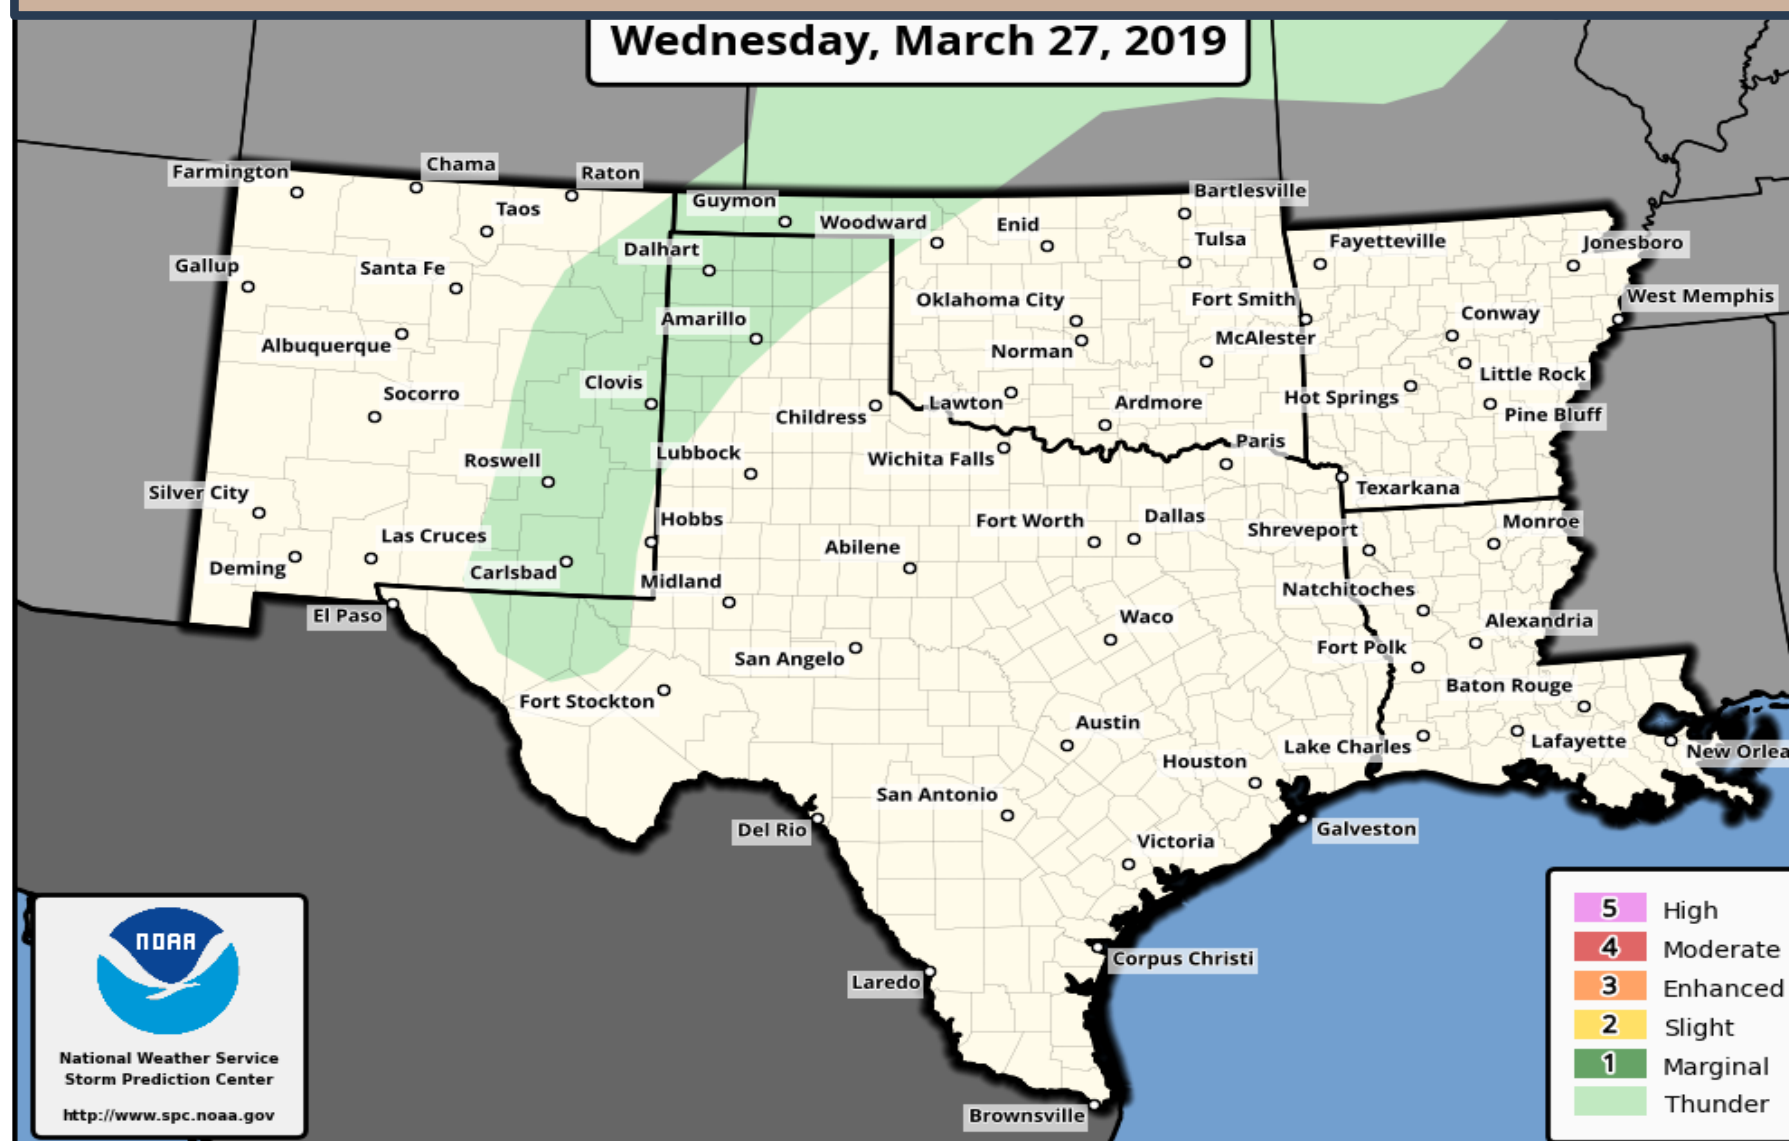 Wednesday, March 27, 2019
Farmington
Chama
Raton
Taos
Guymon
Woodward
Enid
Bartlesville
Tulsa
Fayetteville
Jonesboro
Gallup
Santa Fe
Dalhart
Oklahoma City
Fort Smith
Conway
West Memphis
Albuquerque
Amarillo
Norman
McAlester
Little Rock
Socorro
Clovis
Childress
Lawton
Ardmore
Hot Springs
Pine Bluff
Roswell
Lubbock
Wichita Falls
Paris
Texarkana
Silver City
Las Cruces
Hobbs
Abilene
Fort Worth
Dallas
Shreveport
Monroe
Deming
Carlsbad
Midland
Natchitoches
El Paso
San Angelo
Waco
Fort Polk
Alexandria
Fort Stockton
Austin
Baton Rouge
Houston
Lake Charles
Lafayette
New Orlea
Del Rio
San Antonio
Victoria
Galveston
Laredo
Corpus Christi
Brownsville
NOAA
National Weather Service
Storm Prediction Center
http://www.spc.noaa.gov
5 High
4 Moderate
3 Enhanced
2 Slight
1 Marginal
Thunder